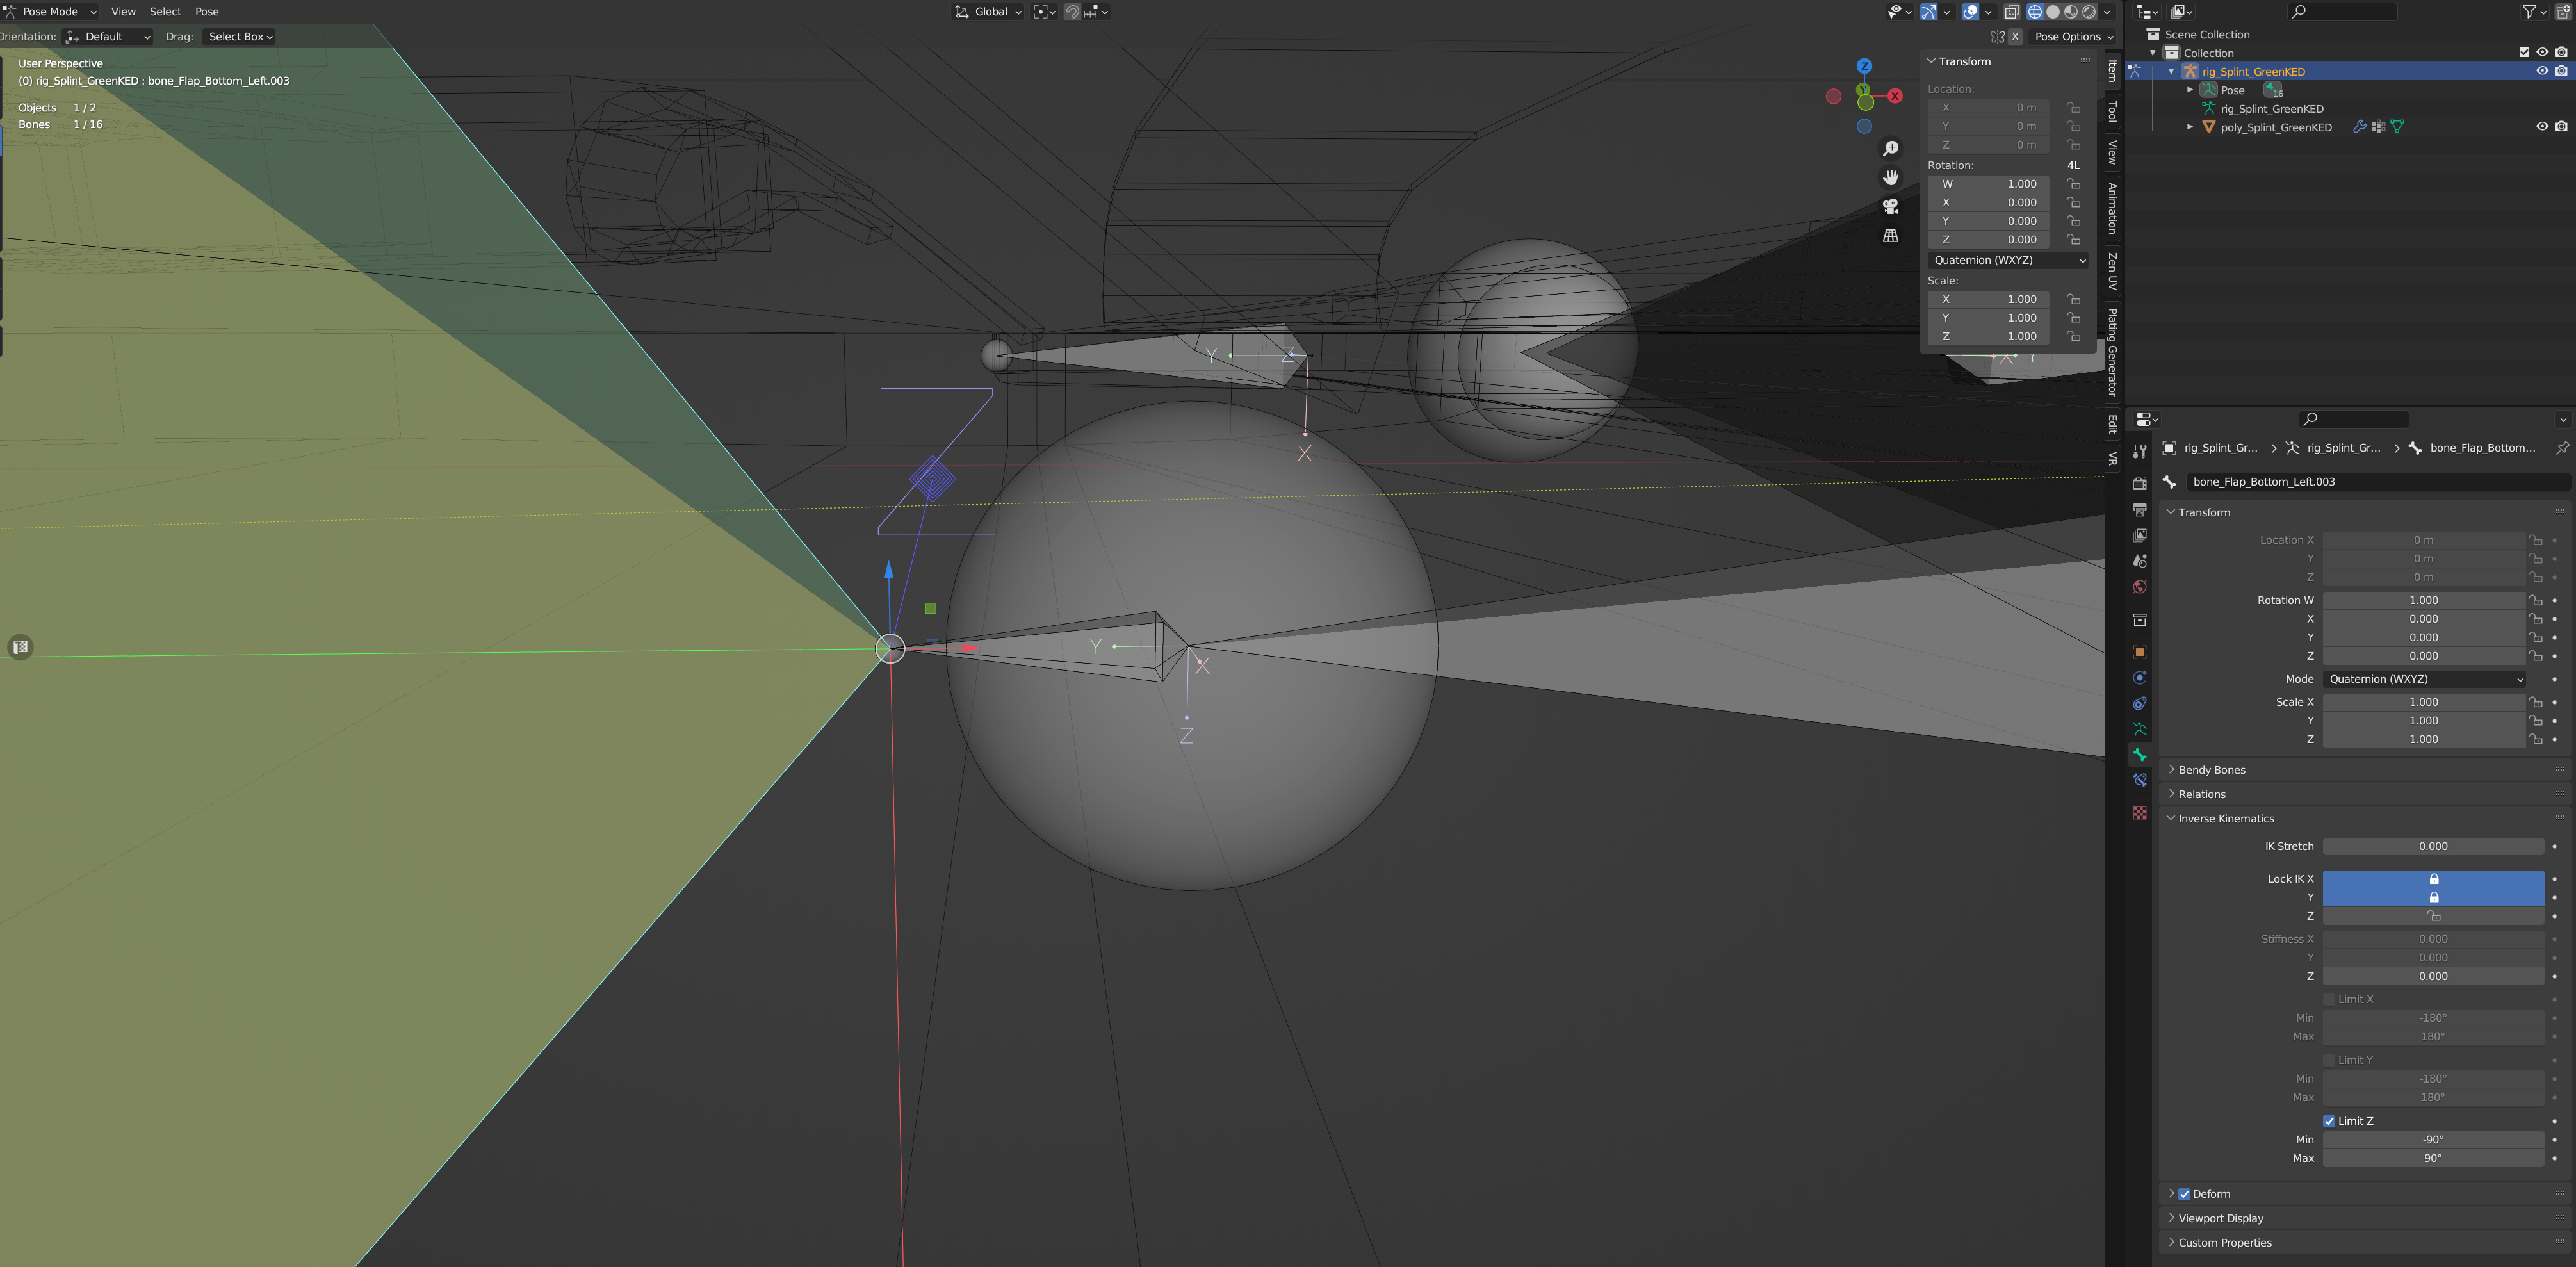 Pose Mode View Select Pose Global
Orientation: Default Drag: Select Box X Pose Options
User Perspective
(0) rig_Splint_GreenKED : bone_Flap_Bottom_Left.003
Objects 1 / 2
Bones 1 / 16
Z
X
Y
Z
X
Z
Y
X
Z
X
Y
Transform
Location:
X 0 m
Y 0 m
Z 0 m
Rotation: 4L
W 1.000
X 0.000
Y 0.000
Z 0.000
Quaternion (WXYZ)
Scale:
X 1.000
Y 1.000
Z 1.000
Item
Tool
View
Animation
Zen UV
Plating Generator
Edit
VR
Scene Collection
Collection
rig_Splint_GreenKED
Pose 16
rig_Splint_GreenKED
poly_Splint_GreenKED
rig_Splint_Gr... rig_Splint_Gr... bone_Flap_Bottom...
bone_Flap_Bottom_Left.003
Transform
Location X 0 m
Y 0 m
Z 0 m
Rotation W 1.000
X 0.000
Y 0.000
Z 0.000
Mode Quaternion (WXYZ)
Scale X 1.000
Y 1.000
Z 1.000
Bendy Bones
Relations
Inverse Kinematics
IK Stretch 0.000
Lock IK X
Y
Z
Stiffness X 0.000
Y 0.000
Z 0.000
Limit X
Min -180°
Max 180°
Limit Y
Min -180°
Max 180°
Limit Z
Min -90°
Max 90°
Deform
Viewport Display
Custom Properties